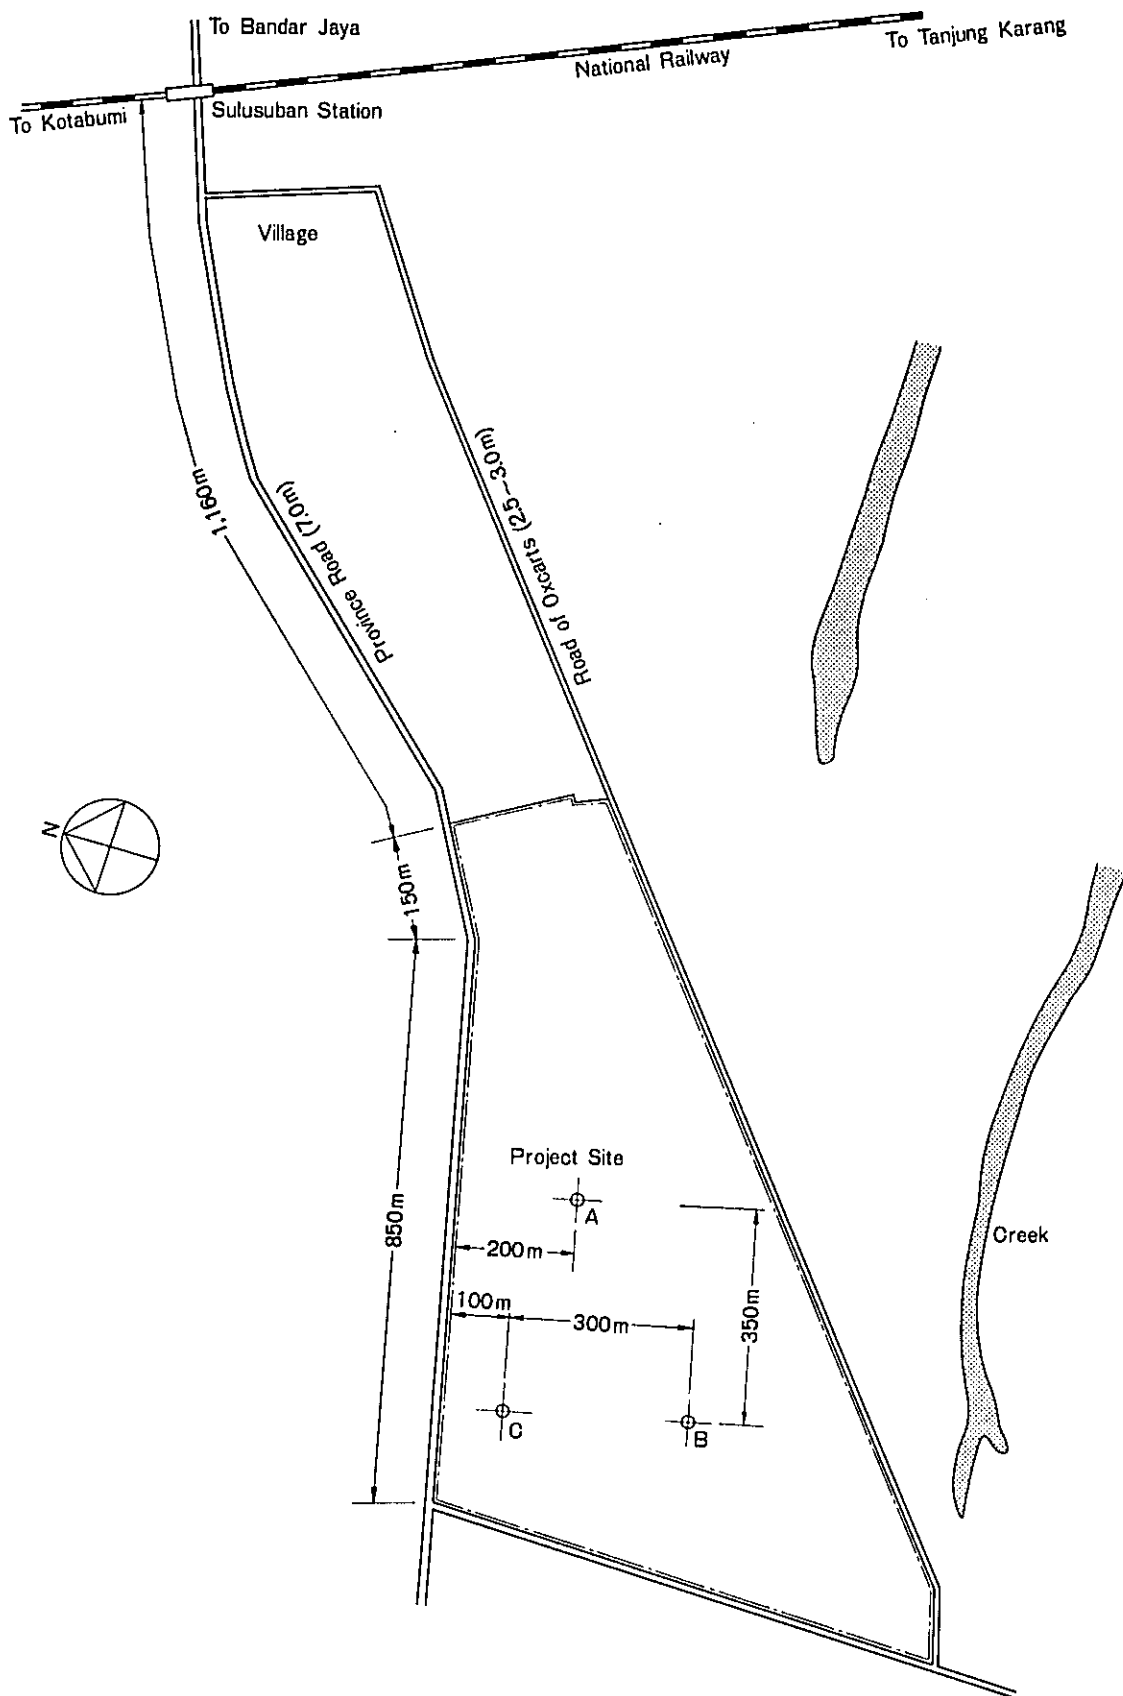 To Bandar Jaya
To Tanjung Karang
National Railway
To Kotabumi
Sulusuban Station
Village
1,160m
Province Road (7.0m)
Road of Oxcarts (2.5~3.0m)
N
150m
850m
Project Site
A
200m
Creek
100m
300m
350m
C
B